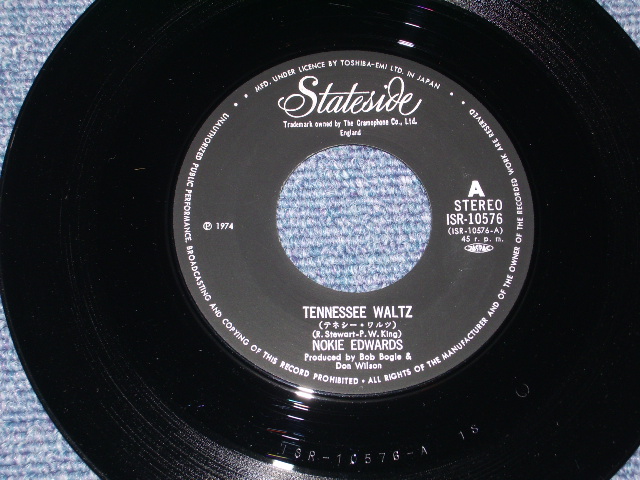 MFD. UNDER LICENCE BY TOSHIBA-EMI LTD. IN JAPAN
Stateside
Trademark owned by The Gramophone Co., Ltd.
England
A
STEREO
ISR-10576
(ISR-10576-A)
45 r. p. m.
℗ 1974
TENNESSEE WALTZ
(テネシー・ワルツ)
(R. Stewart-P. W. King)
NOKIE EDWARDS
Produced by Bob Bogle &
Don Wilson
UNAUTHORIZED PUBLIC PERFORMANCE, BROADCASTING AND COPYING OF THIS RECORD PROHIBITED • ALL RIGHTS OF THE MANUFACTURER AND OF THE OWNER OF THE RECORDED WORK ARE RESERVED
ISR-10576-A 1S